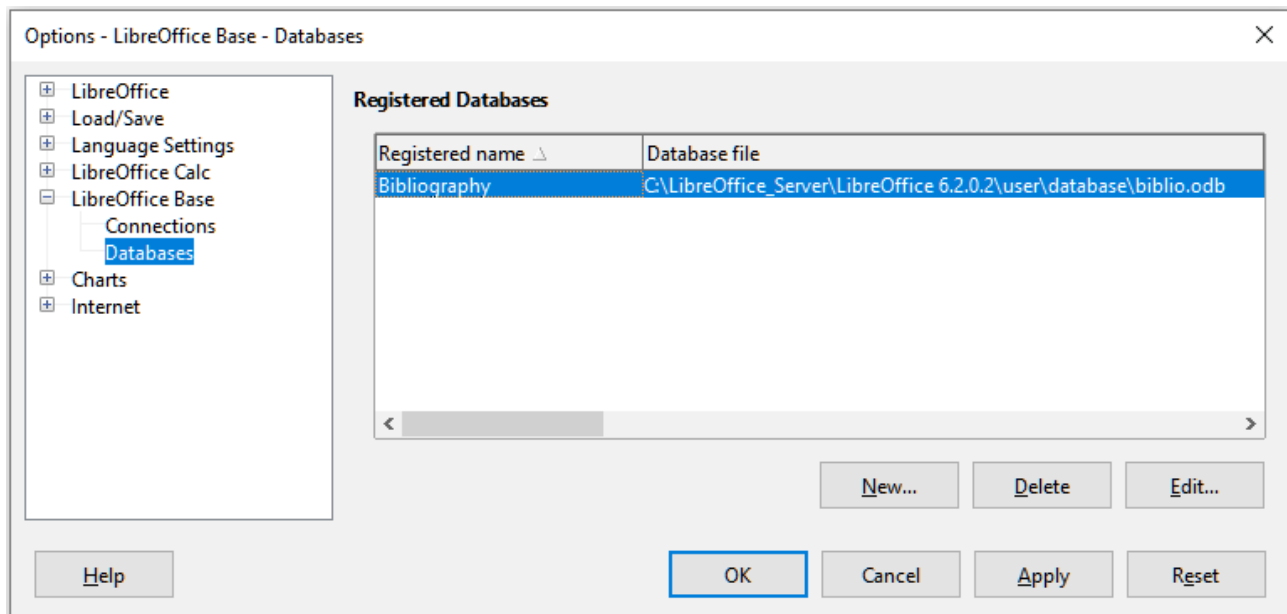 Options - LibreOffice Base - Databases
LibreOffice
Load/Save
Language Settings
LibreOffice Calc
LibreOffice Base
Connections
Databases
Charts
Internet
Registered Databases
Registered name Database file
Bibliography C:\LibreOffice_Server\LibreOffice 6.2.0.2\user\database\biblio.odb
New... Delete Edit...
Help OK Cancel Apply Reset